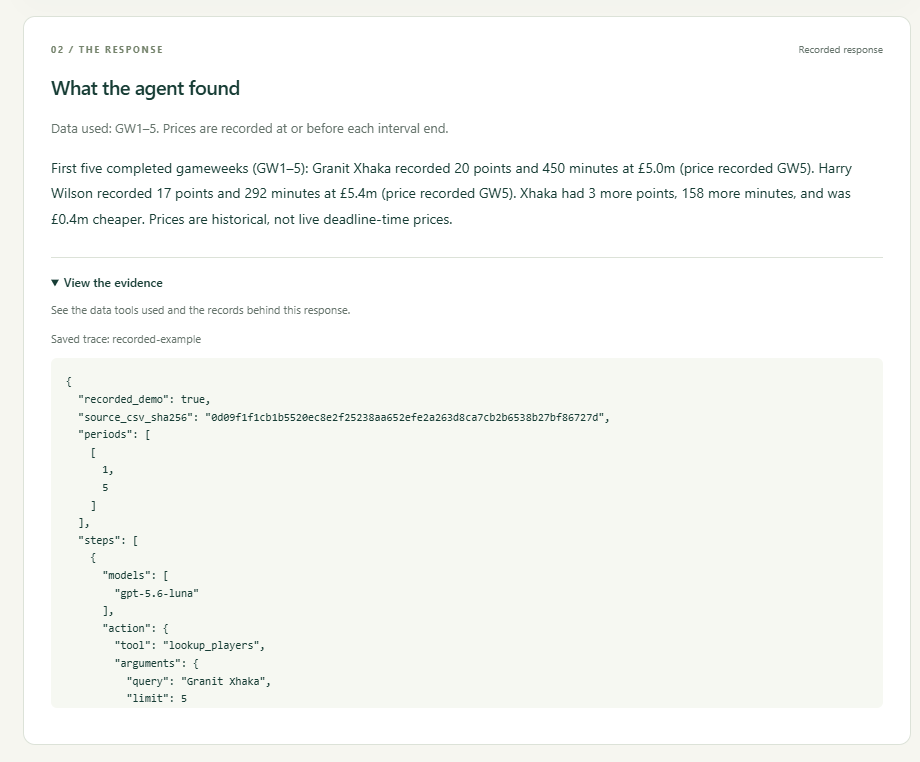 02 / THE RESPONSE
Recorded response
What the agent found
Data used: GW1–5. Prices are recorded at or before each interval end.
First five completed gameweeks (GW1–5): Granit Xhaka recorded 20 points and 450 minutes at £5.0m (price recorded GW5). Harry
Wilson recorded 17 points and 292 minutes at £5.4m (price recorded GW5). Xhaka had 3 more points, 158 more minutes, and was
£0.4m cheaper. Prices are historical, not live deadline-time prices.
▼ View the evidence
See the data tools used and the records behind this response.
Saved trace: recorded-example
{
  "recorded_demo": true,
  "source_csv_sha256": "0d09f1f1cb1b5520ec8e2f25238aa652efe2a263d8ca7cb2b6538b27bf86727d",
  "periods": [
    [
      1,
      5
    ]
  ],
  "steps": [
    {
      "models": [
        "gpt-5.6-luna"
      ],
      "action": {
        "tool": "lookup_players",
        "arguments": {
          "query": "Granit Xhaka",
          "limit": 5